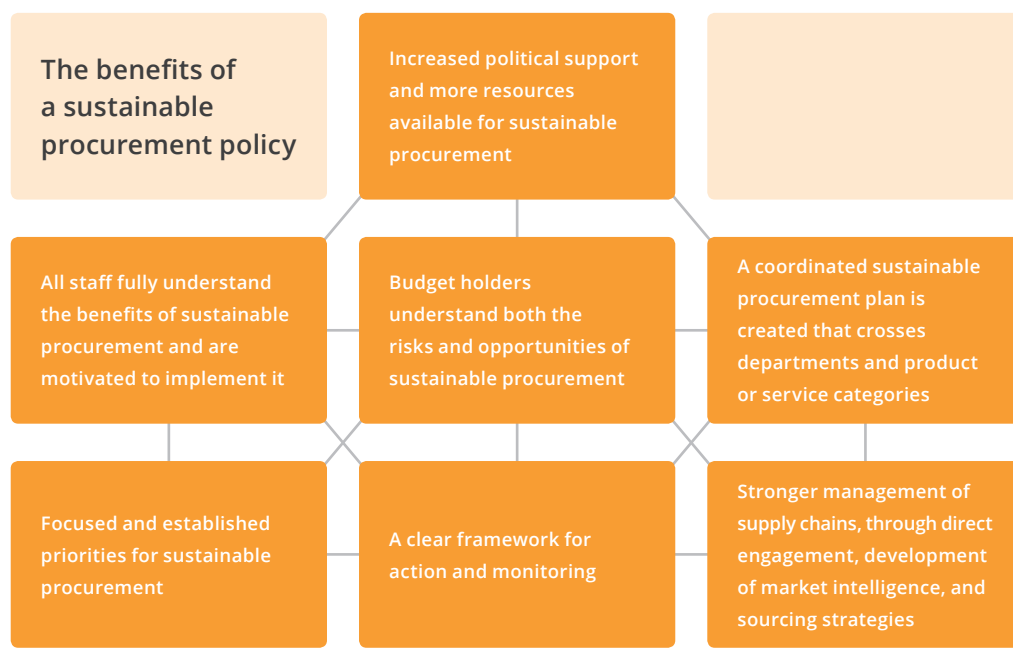 The benefits of
a sustainable
procurement policy
Increased political support
and more resources
available for sustainable
procurement
All staff fully understand
the benefits of sustainable
procurement and are
motivated to implement it
Budget holders
understand both the
risks and opportunities of
sustainable procurement
A coordinated sustainable
procurement plan is
created that crosses
departments and product
or service categories
Focused and established
priorities for sustainable
procurement
A clear framework for
action and monitoring
Stronger management of
supply chains, through direct
engagement, development
of market intelligence, and
sourcing strategies